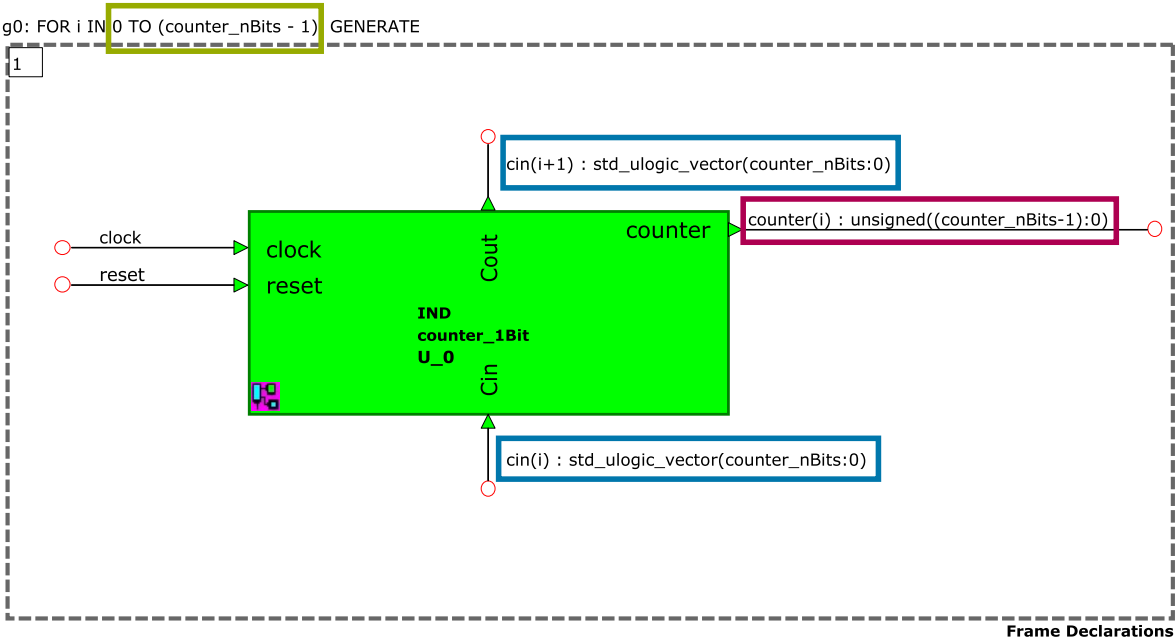 g0: FOR i IN 0 TO (counter_nBits - 1) GENERATE
1
cin(i+1) : std_ulogic_vector(counter_nBits:0)
counter(i) : unsigned((counter_nBits-1):0)
clock
reset
clock
reset
Cout
counter
IND
counter_1Bit
U_0
Cin
cin(i) : std_ulogic_vector(counter_nBits:0)
Frame Declarations